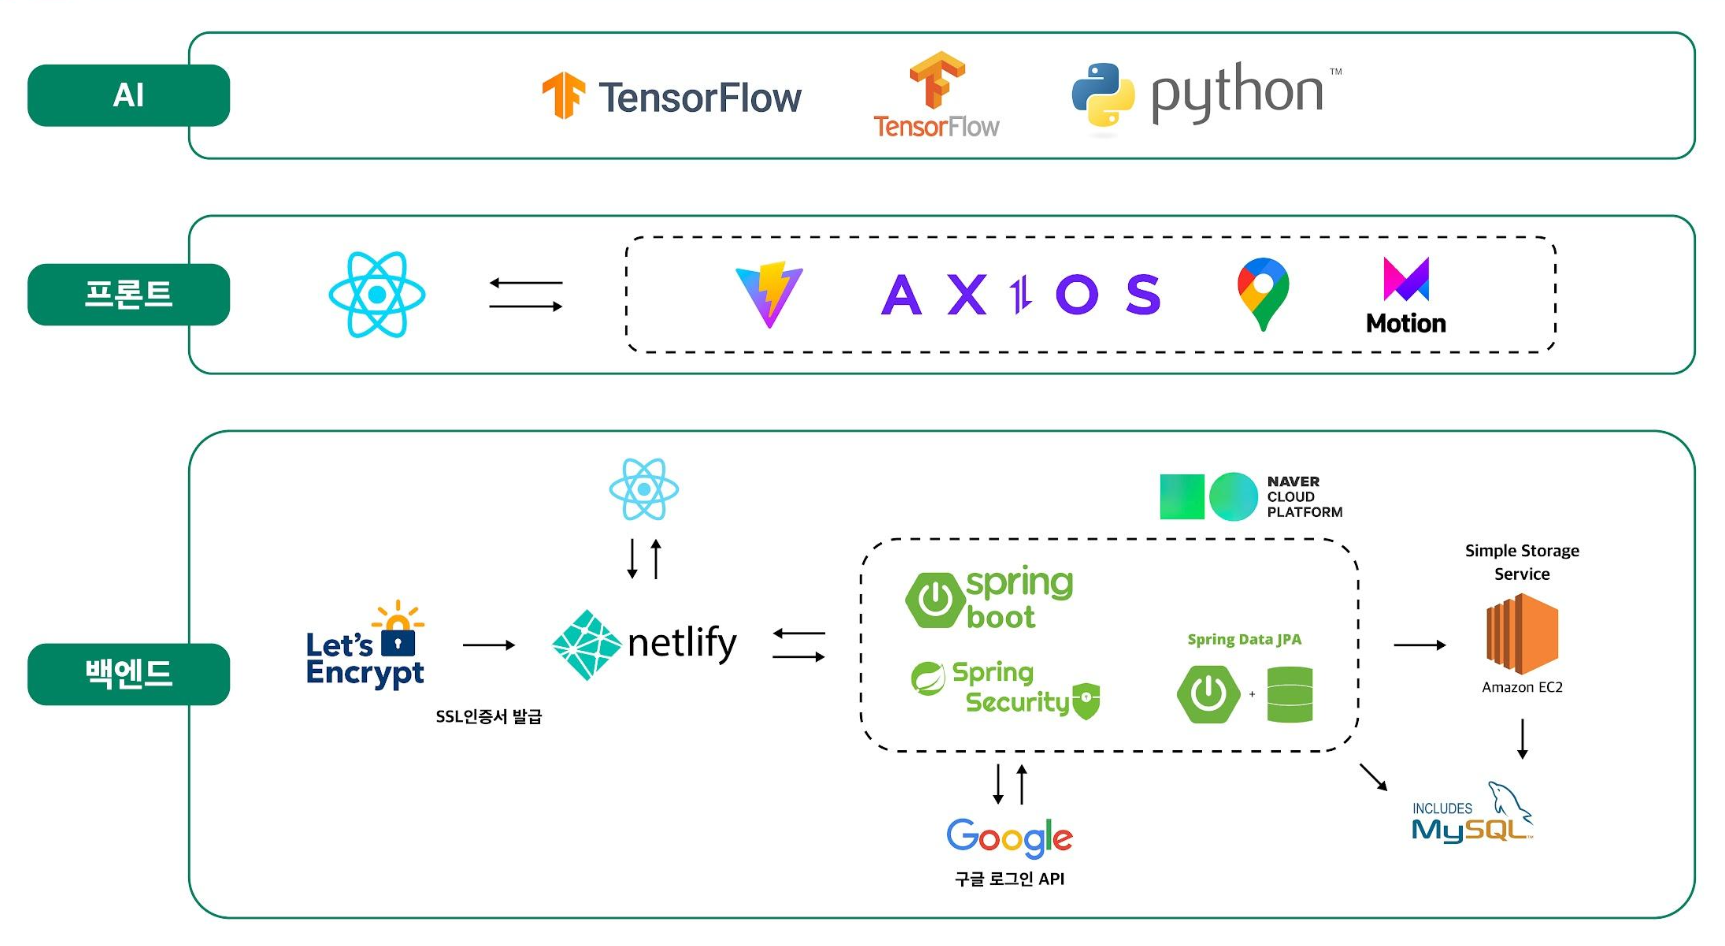 AI
TensorFlow
TensorFlow
python™
프론트
AXIOS
Motion
백엔드
NAVER
CLOUD
PLATFORM
Simple Storage
Service
spring
boot
Let's
Encrypt
netlify
Spring Data JPA
Spring
Security
+
Amazon EC2
SSL인증서 발급
INCLUDES
MySQL™
Google
구글 로그인 API